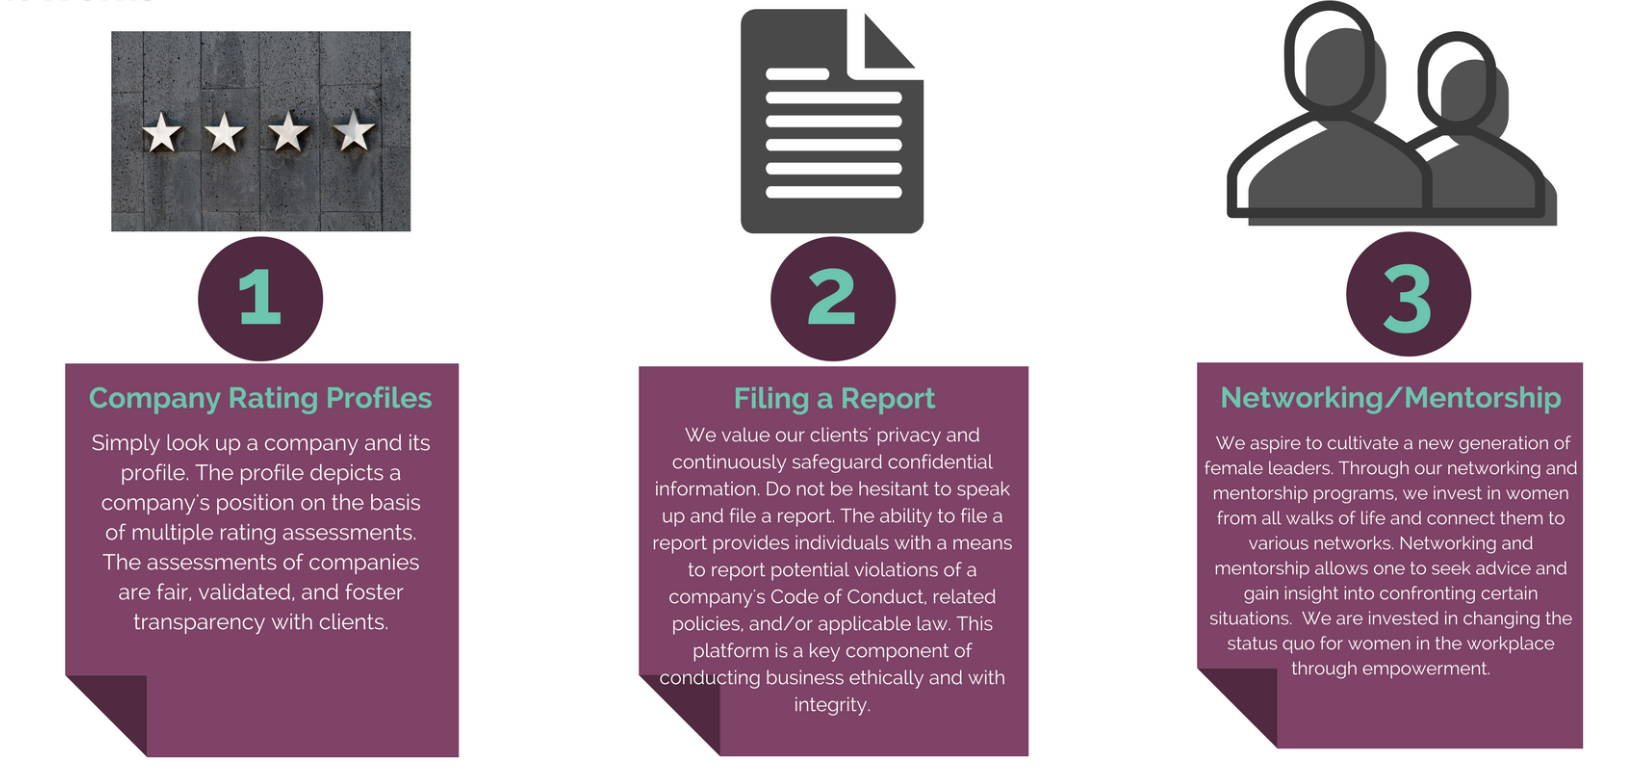 1
Company Rating Profiles
Simply look up a company and its
profile. The profile depicts a
company's position on the basis
of multiple rating assessments.
The assessments of companies
are fair, validated, and foster
transparency with clients.
2
Filing a Report
We value our clients' privacy and
continuously safeguard confidential
information. Do not be hesitant to speak
up and file a report. The ability to file a
report provides individuals with a means
to report potential violations of a
company's Code of Conduct, related
policies, and/or applicable law. This
platform is a key component of
conducting business ethically and with
integrity.
3
Networking/Mentorship
We aspire to cultivate a new generation of
female leaders. Through our networking and
mentorship programs, we invest in women
from all walks of life and connect them to
various networks. Networking and
mentorship allows one to seek advice and
gain insight into confronting certain
situations.  We are invested in changing the
status quo for women in the workplace
through empowerment.